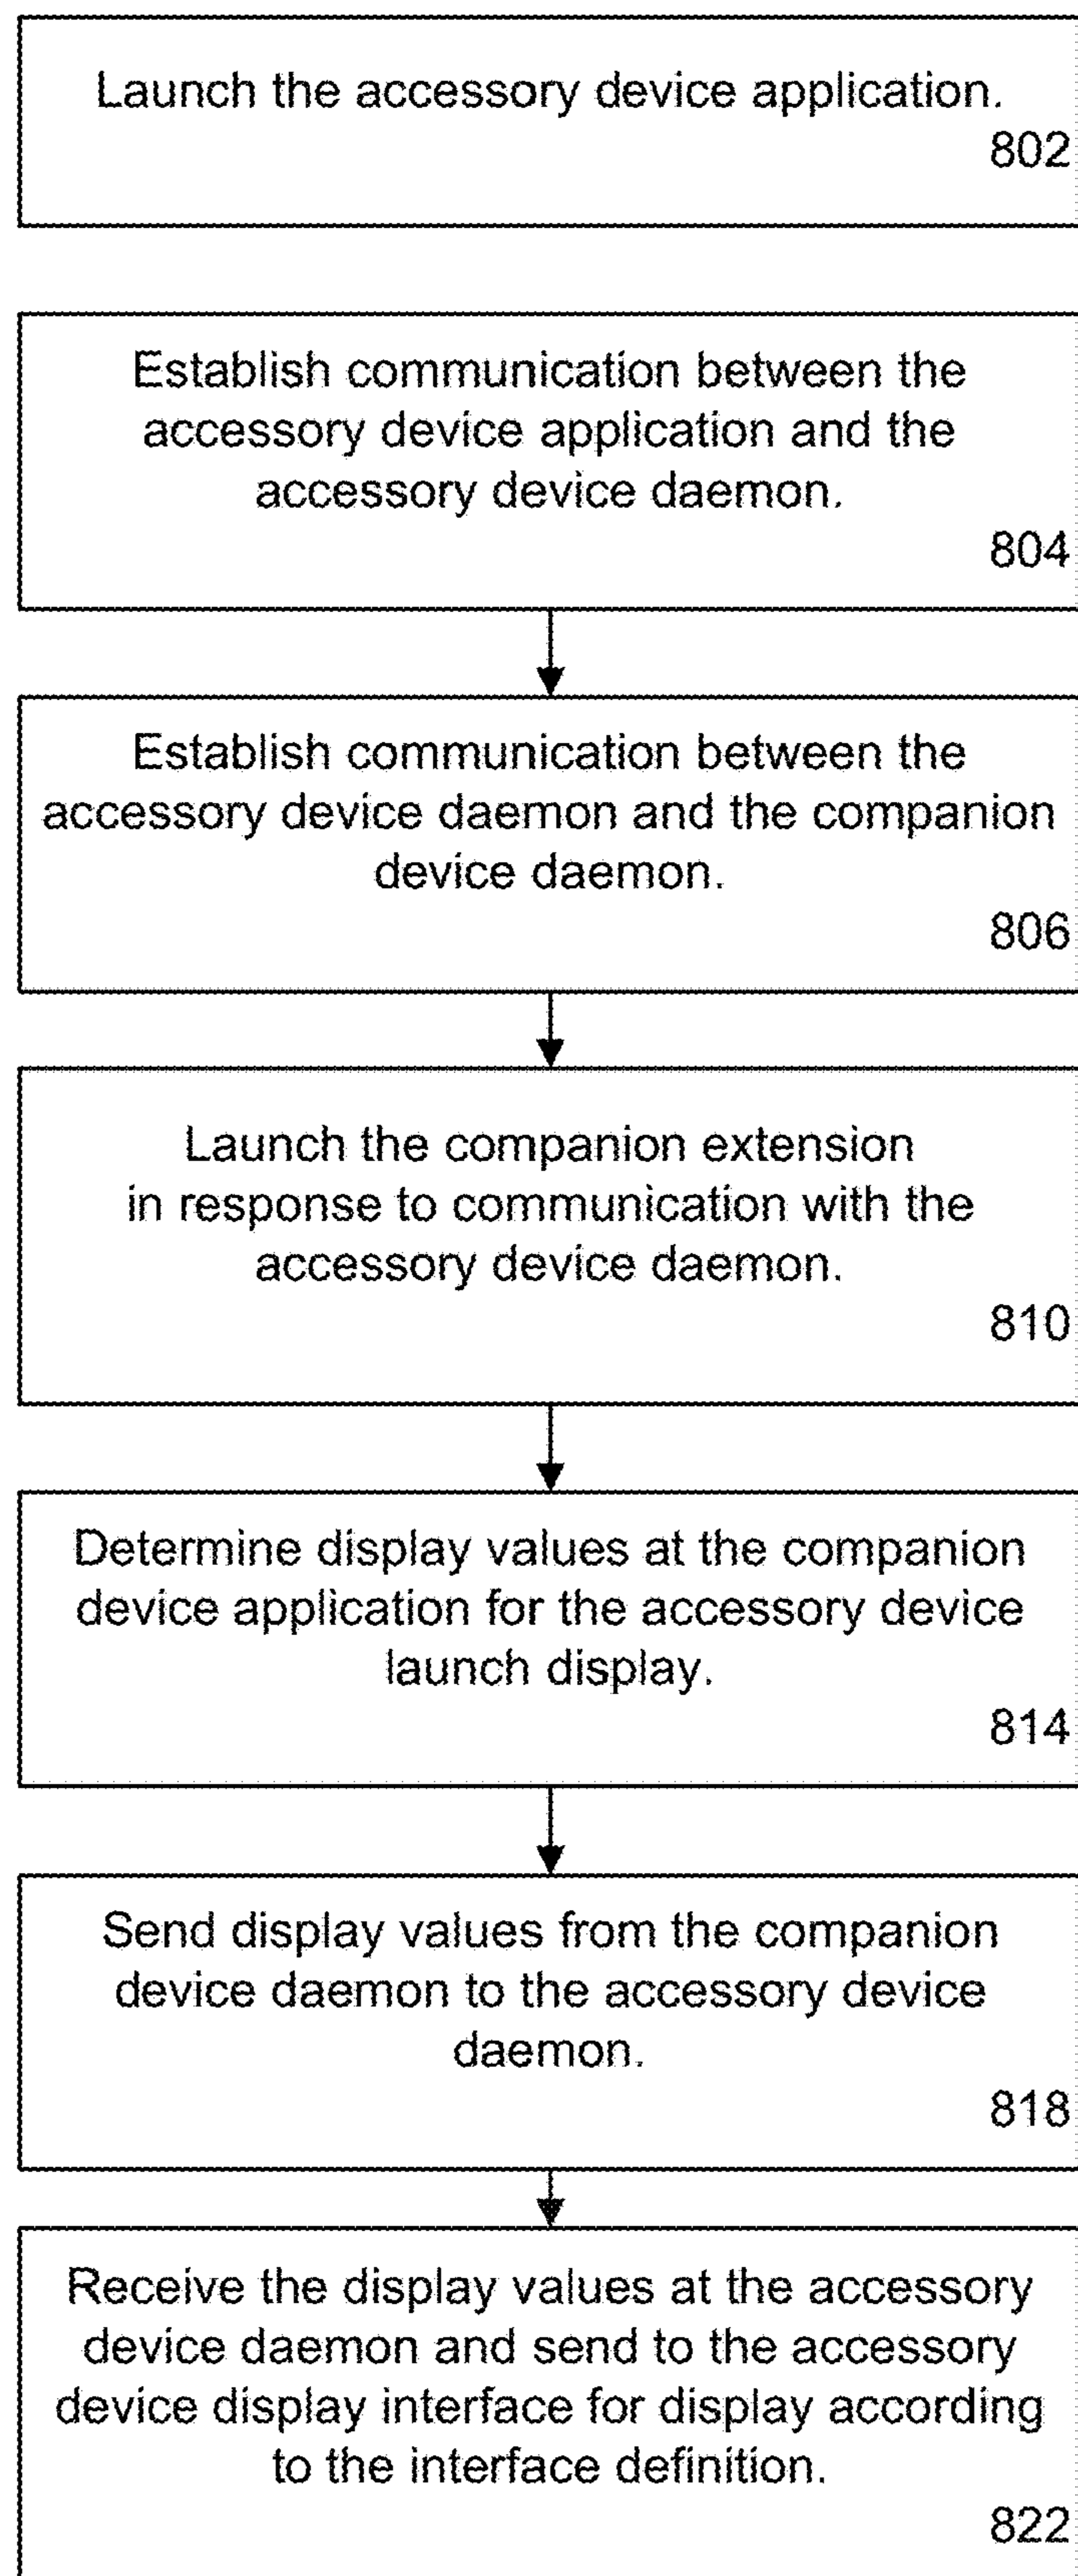 Launch the accessory device application.
802
Establish communication between the
accessory device application and the
accessory device daemon.
804
Establish communication between the
accessory device daemon and the companion
device daemon.
806
Launch the companion extension
in response to communication with the
accessory device daemon.
810
Determine display values at the companion
device application for the accessory device
launch display.
814
Send display values from the companion
device daemon to the accessory device
daemon.
818
Receive the display values at the accessory
device daemon and send to the accessory
device display interface for display according
to the interface definition.
822